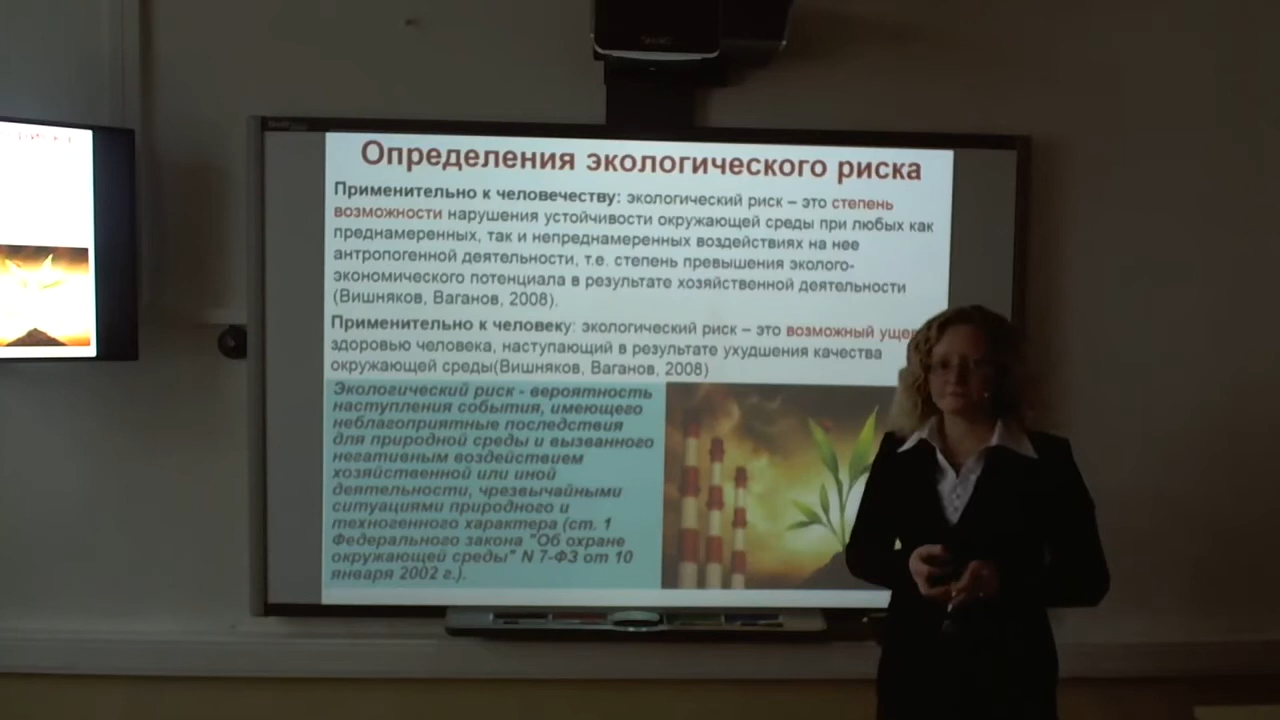 Определения экологического риска
Применительно к человечеству: экологический риск – это степень
возможности нарушения устойчивости окружающей среды при любых как
преднамеренных, так и непреднамеренных воздействиях на нее
антропогенной деятельности, т.е. степень превышения эколого-
экономического потенциала в результате хозяйственной деятельности
(Вишняков, Ваганов, 2008).
Применительно к человеку: экологический риск – это возможный
здоровью человека, наступающий в результате ухудшения качества
окружающей среды(Вишняков, Ваганов, 2008)
Экологический риск - вероятность
наступления события, имеющего
неблагоприятные последствия
для природной среды и вызванного
негативным воздействием
хозяйственной или иной
деятельности, чрезвычайными
ситуациями природного и
техногенного характера (ст. 1
Федерального закона "Об охране
окружающей среды" N 7-ФЗ от 10
января 2002 г.).